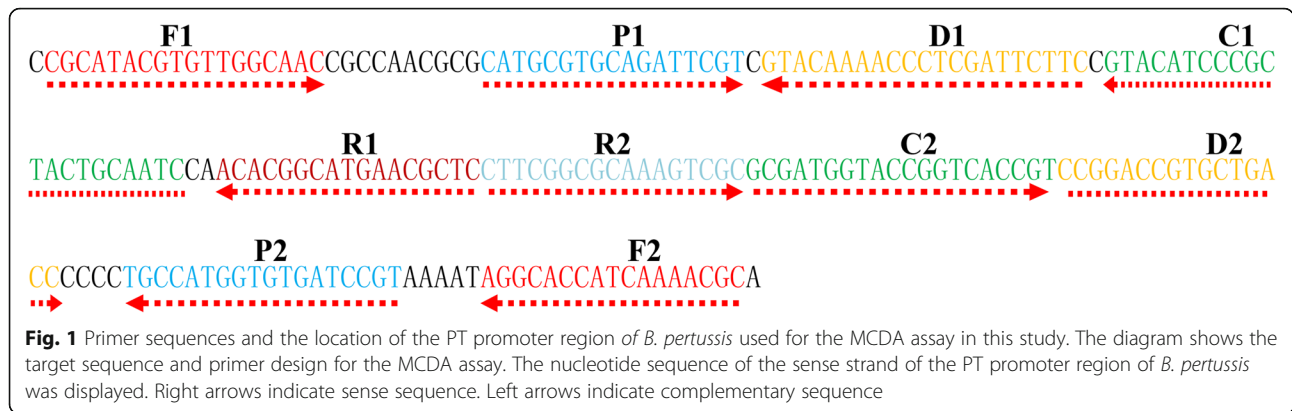 F1 P1 D1 C1
CCGCATACGTGTTGGCAACCGCCAACGCGCATGCGTGCAGATTCGTCGTACAAAACCCTCGATTCTTCCGTACATCCCGC
R1 R2 C2 D2
TACTGCAATCCAACACGGCATGAACGCTCCTTCGGCGCAAAGTCGCGCGATGGTACCGGTCACCGTCCGGACCGTGCTGA
P2 F2
CCCCCCTGCCATGGTGTGATCCGTAAAATAGGCACCATCAAAACGCA
Fig. 1 Primer sequences and the location of the PT promoter region of B. pertussis used for the MCDA assay in this study. The diagram shows the
target sequence and primer design for the MCDA assay. The nucleotide sequence of the sense strand of the PT promoter region of B. pertussis
was displayed. Right arrows indicate sense sequence. Left arrows indicate complementary sequence